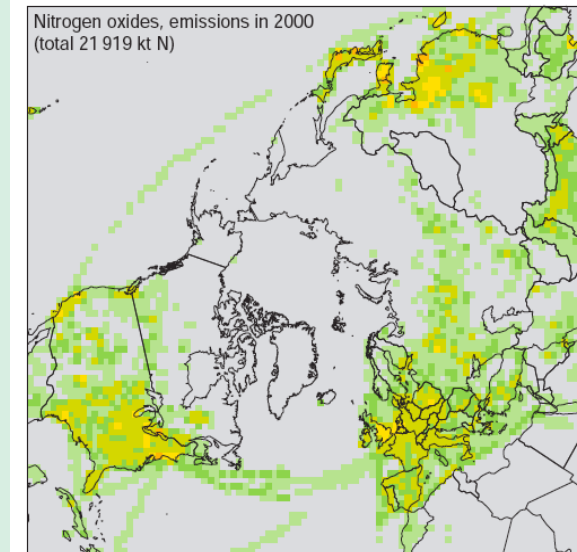 Nitrogen oxides, emissions in 2000
(total 21 919 kt N)